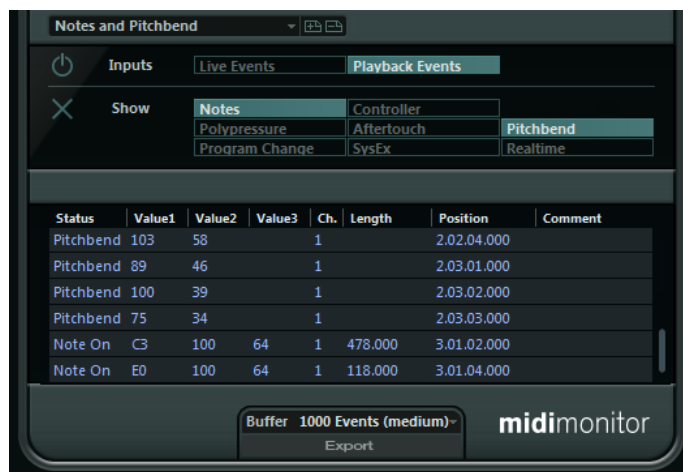 Notes and Pitchbend
Inputs Live Events Playback Events
Show Notes Controller
Polypressure Aftertouch Pitchbend
Program Change SysEx Realtime
Status Value1 Value2 Value3 Ch. Length Position Comment
Pitchbend 103 58 1 2.02.04.000
Pitchbend 89 46 1 2.03.01.000
Pitchbend 100 39 1 2.03.02.000
Pitchbend 75 34 1 2.03.03.000
Note On C3 100 64 1 478.000 3.01.02.000
Note On E0 100 64 1 118.000 3.01.04.000
Buffer 1000 Events (medium)
Export
midimonitor